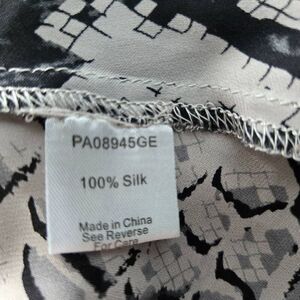 PA08945GE
100% Silk
Made in China
See Reverse
For Care